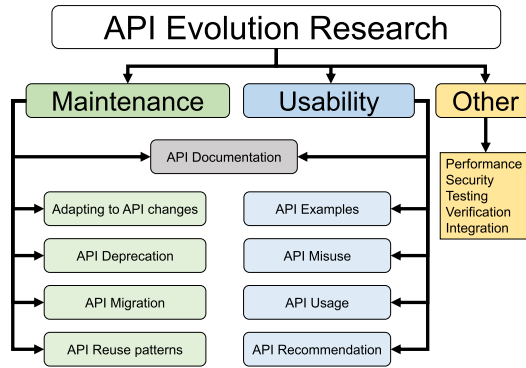 API Evolution Research
Maintenance
Usability
Other
API Documentation
Adapting to API changes
API Deprecation
API Migration
API Reuse patterns
API Examples
API Misuse
API Usage
API Recommendation
Performance
Security
Testing
Verification
Integration